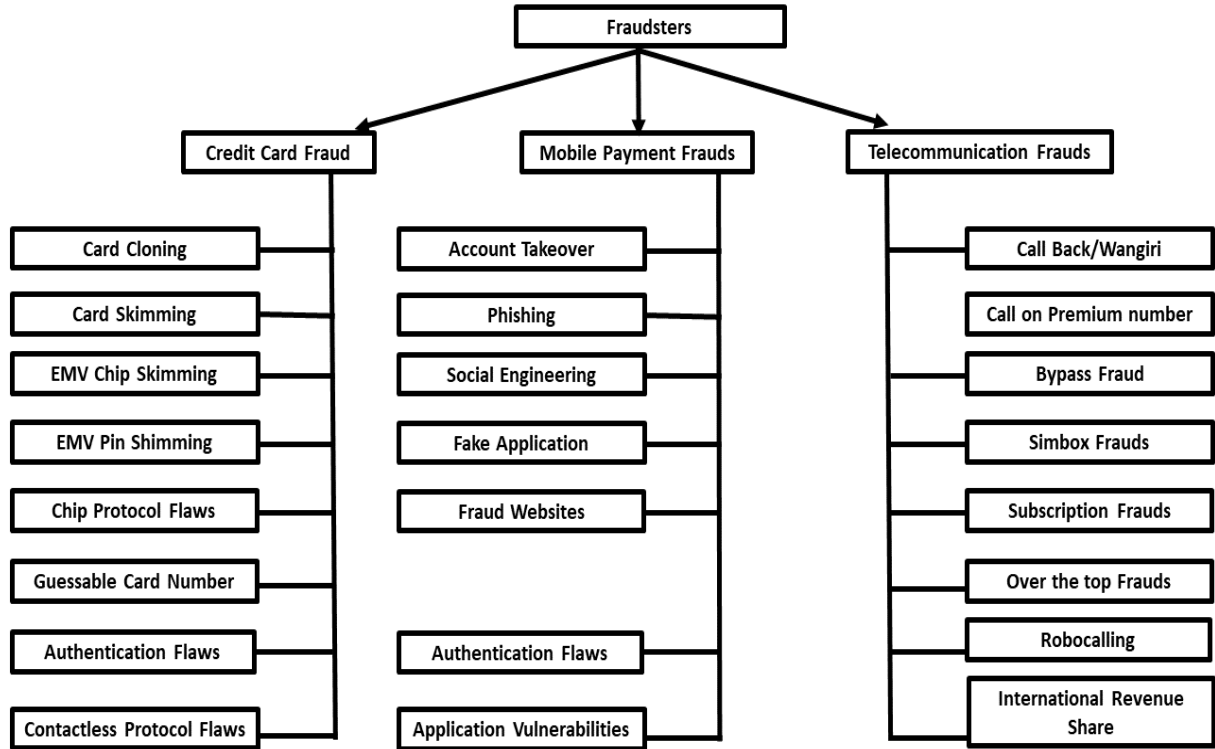 Fraudsters
Credit Card Fraud
Mobile Payment Frauds
Telecommunication Frauds
Card Cloning
Card Skimming
EMV Chip Skimming
EMV Pin Shimming
Chip Protocol Flaws
Guessable Card Number
Authentication Flaws
Contactless Protocol Flaws
Account Takeover
Phishing
Social Engineering
Fake Application
Fraud Websites
Authentication Flaws
Application Vulnerabilities
Call Back/Wangiri
Call on Premium number
Bypass Fraud
Simbox Frauds
Subscription Frauds
Over the top Frauds
Robocalling
International Revenue
Share